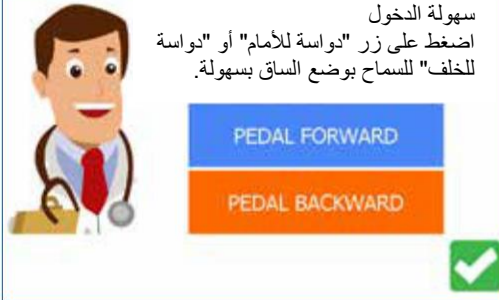 سهولة الدخول
اضغط على زر "دواسة للأمام" أو "دواسة
للخلف" للسماح بوضع الساق بسهولة.
PEDAL FORWARD
PEDAL BACKWARD